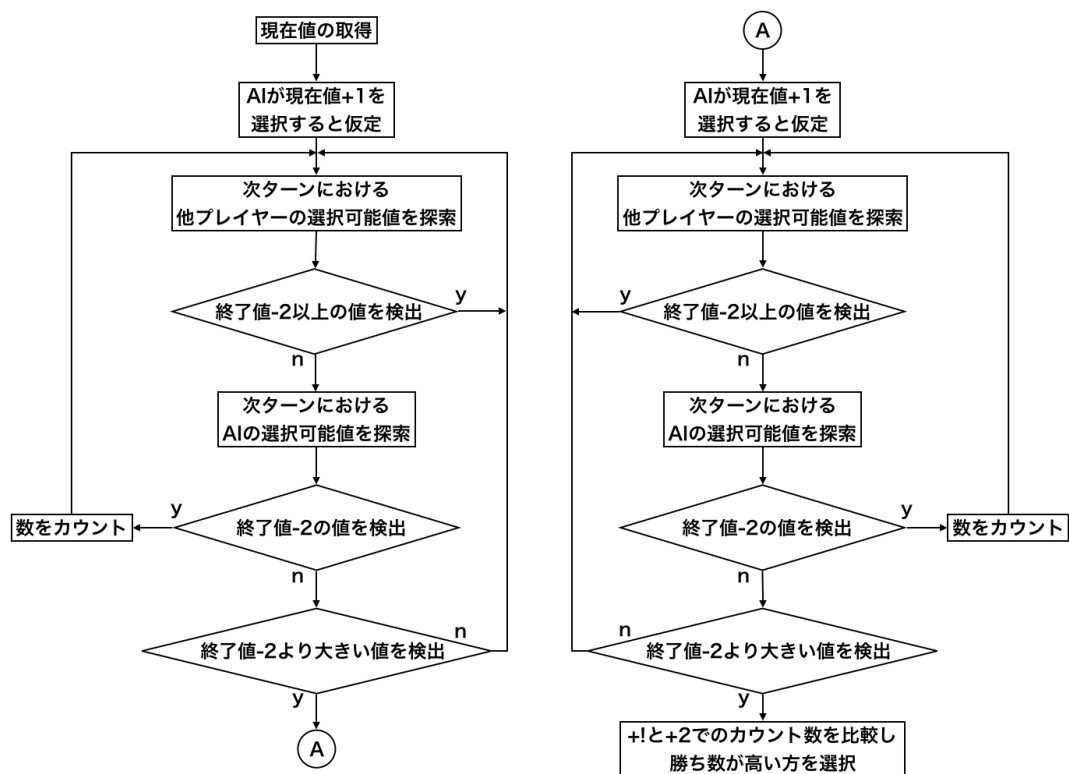 現在値の取得
AIが現在値+1を
選択すると仮定
次ターンにおける
他プレイヤーの選択可能値を探索
終了値-2以上の値を検出
y
n
次ターンにおける
AIの選択可能値を探索
終了値-2の値を検出
y
数をカウント
n
終了値-2より大きい値を検出
n
y
A
A
AIが現在値+1を
選択すると仮定
次ターンにおける
他プレイヤーの選択可能値を探索
y
終了値-2以上の値を検出
n
次ターンにおける
AIの選択可能値を探索
終了値-2の値を検出
y
数をカウント
n
n
終了値-2より大きい値を検出
y
+!と+2でのカウント数を比較し
勝ち数が高い方を選択